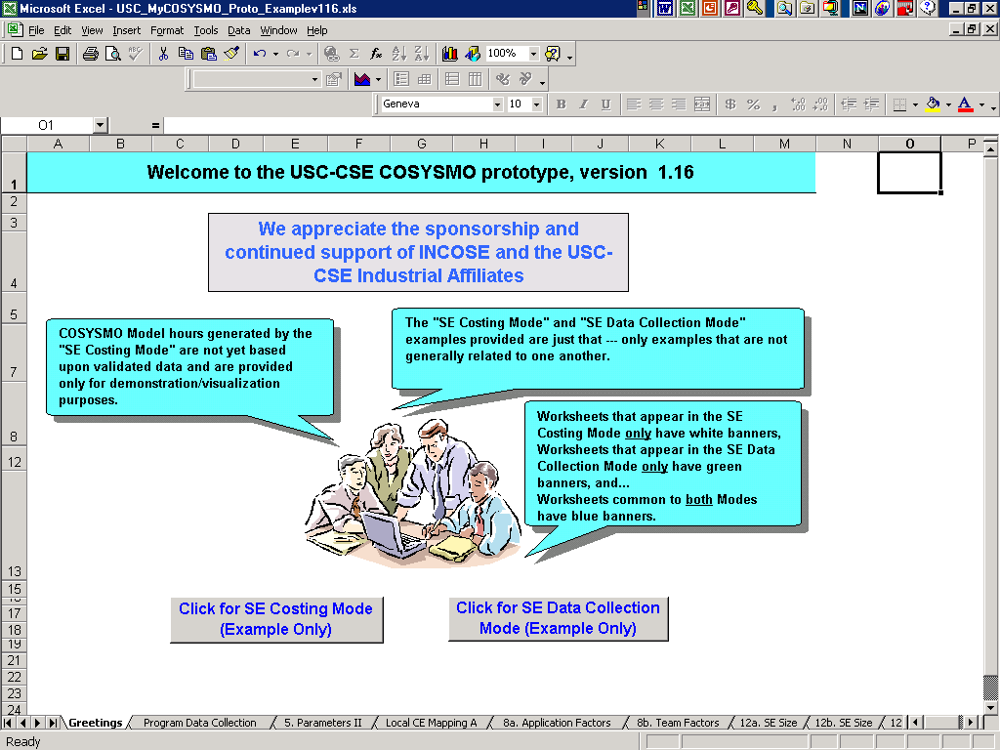 Microsoft Excel - USC_MyCOSYSMO_Proto_Examplev116.xls
File Edit View Insert Format Tools Data Window Help
100%
Geneva 10 B I U $ % ,
O1 =
A B C D E F G H I J K L M N O P
1
Welcome to the USC-CSE COSYSMO prototype, version 1.16
2
3
We appreciate the sponsorship and
continued support of INCOSE and the USC-
CSE Industrial Affiliates
4
5
The "SE Costing Mode" and "SE Data Collection Mode"
examples provided are just that --- only examples that are not
generally related to one another.
COSYSMO Model hours generated by the
"SE Costing Mode" are not yet based
upon validated data and are provided
only for demonstration/visualization
purposes.
7
8
Worksheets that appear in the SE
Costing Mode only have white banners,
Worksheets that appear in the SE Data
Collection Mode only have green
banners, and...
Worksheets common to both Modes
have blue banners.
12
13
15
17
18
19
21
22
23
24
Click for SE Costing Mode
(Example Only)
Click for SE Data Collection
Mode (Example Only)
Greetings Program Data Collection 5. Parameters II Local CE Mapping A 8a. Application Factors 8b. Team Factors 12a. SE Size 12b. SE Size 12
Ready